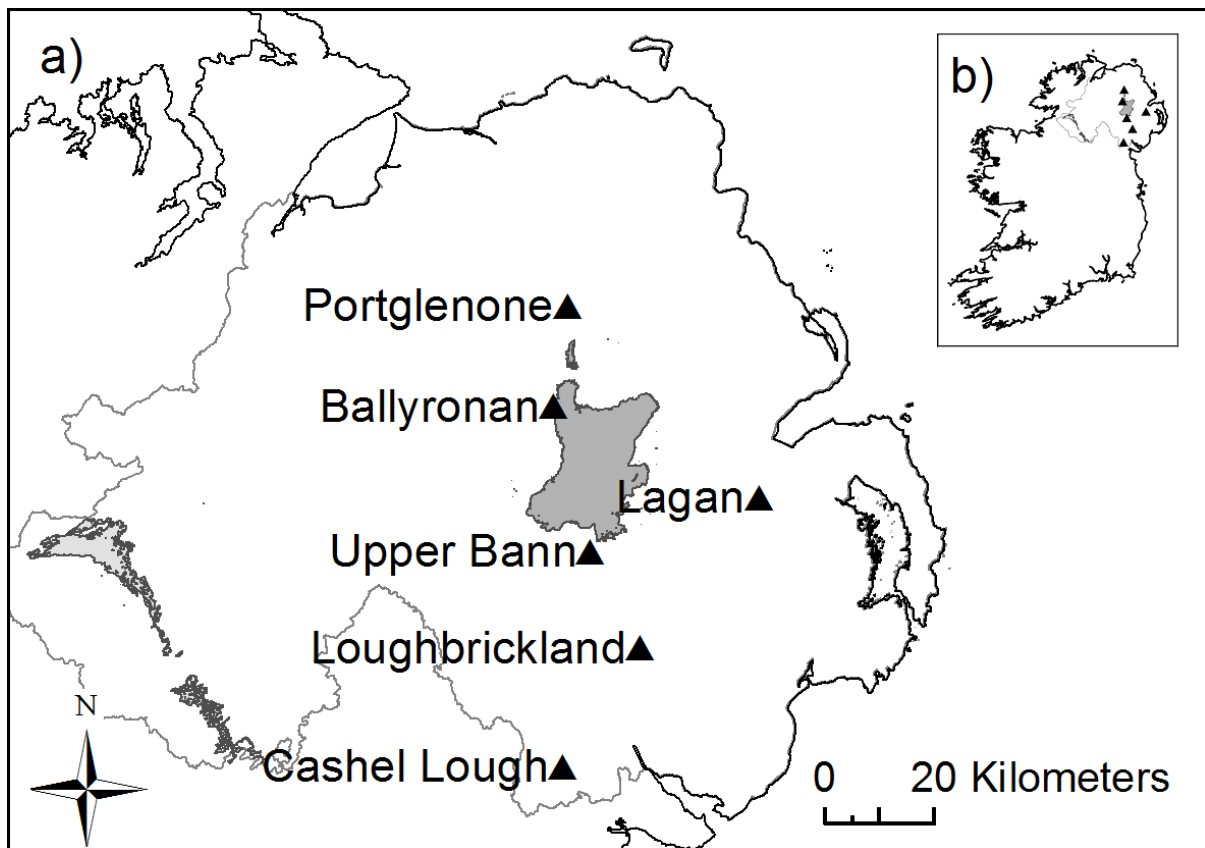 a)
b)
Portglenone
Ballyronan
Lagan
Upper Bann
Loughbrickland
N
Cashel Lough
0 20 Kilometers